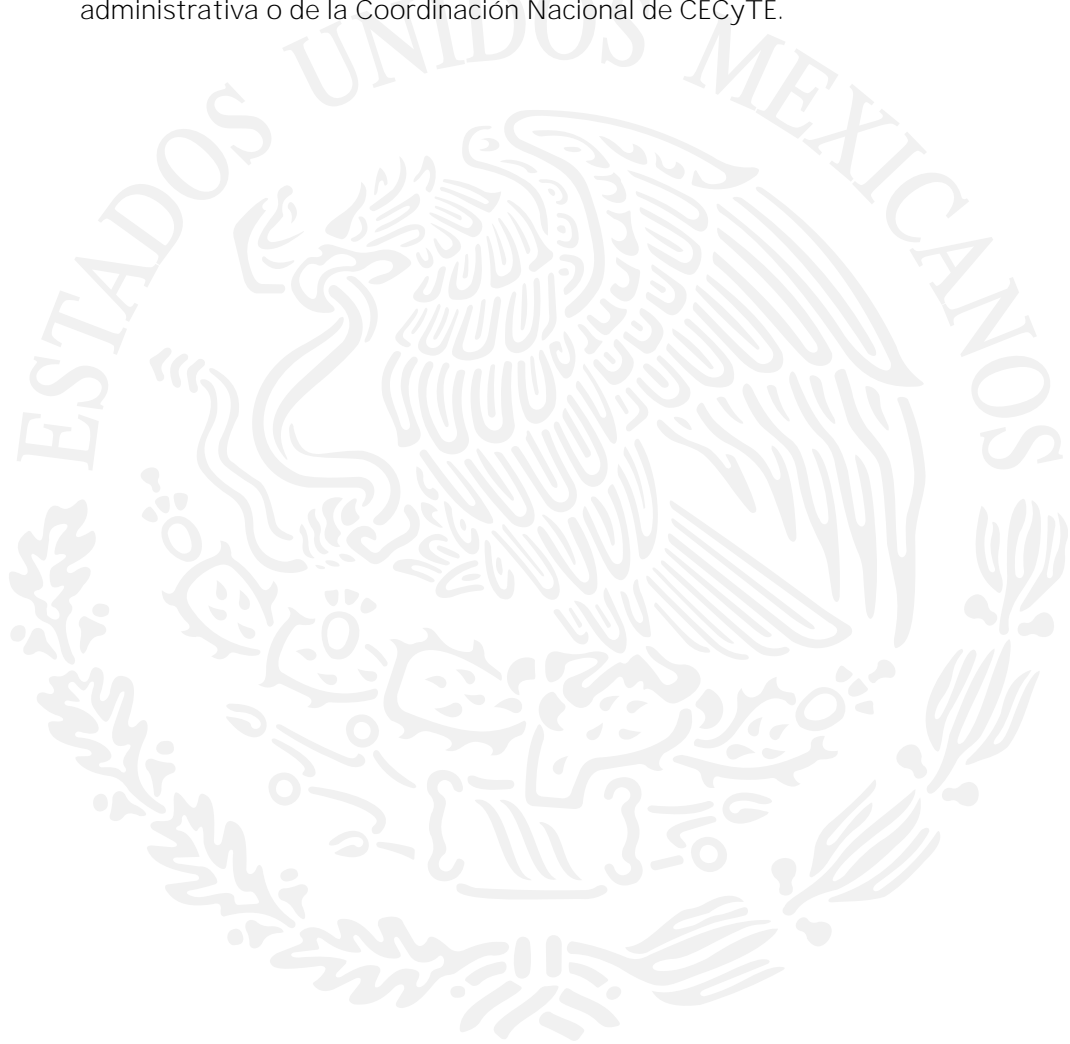 administrativa o de la Coordinación Nacional de CECyTE.
ESTADOS UNIDOS MEXICANOS